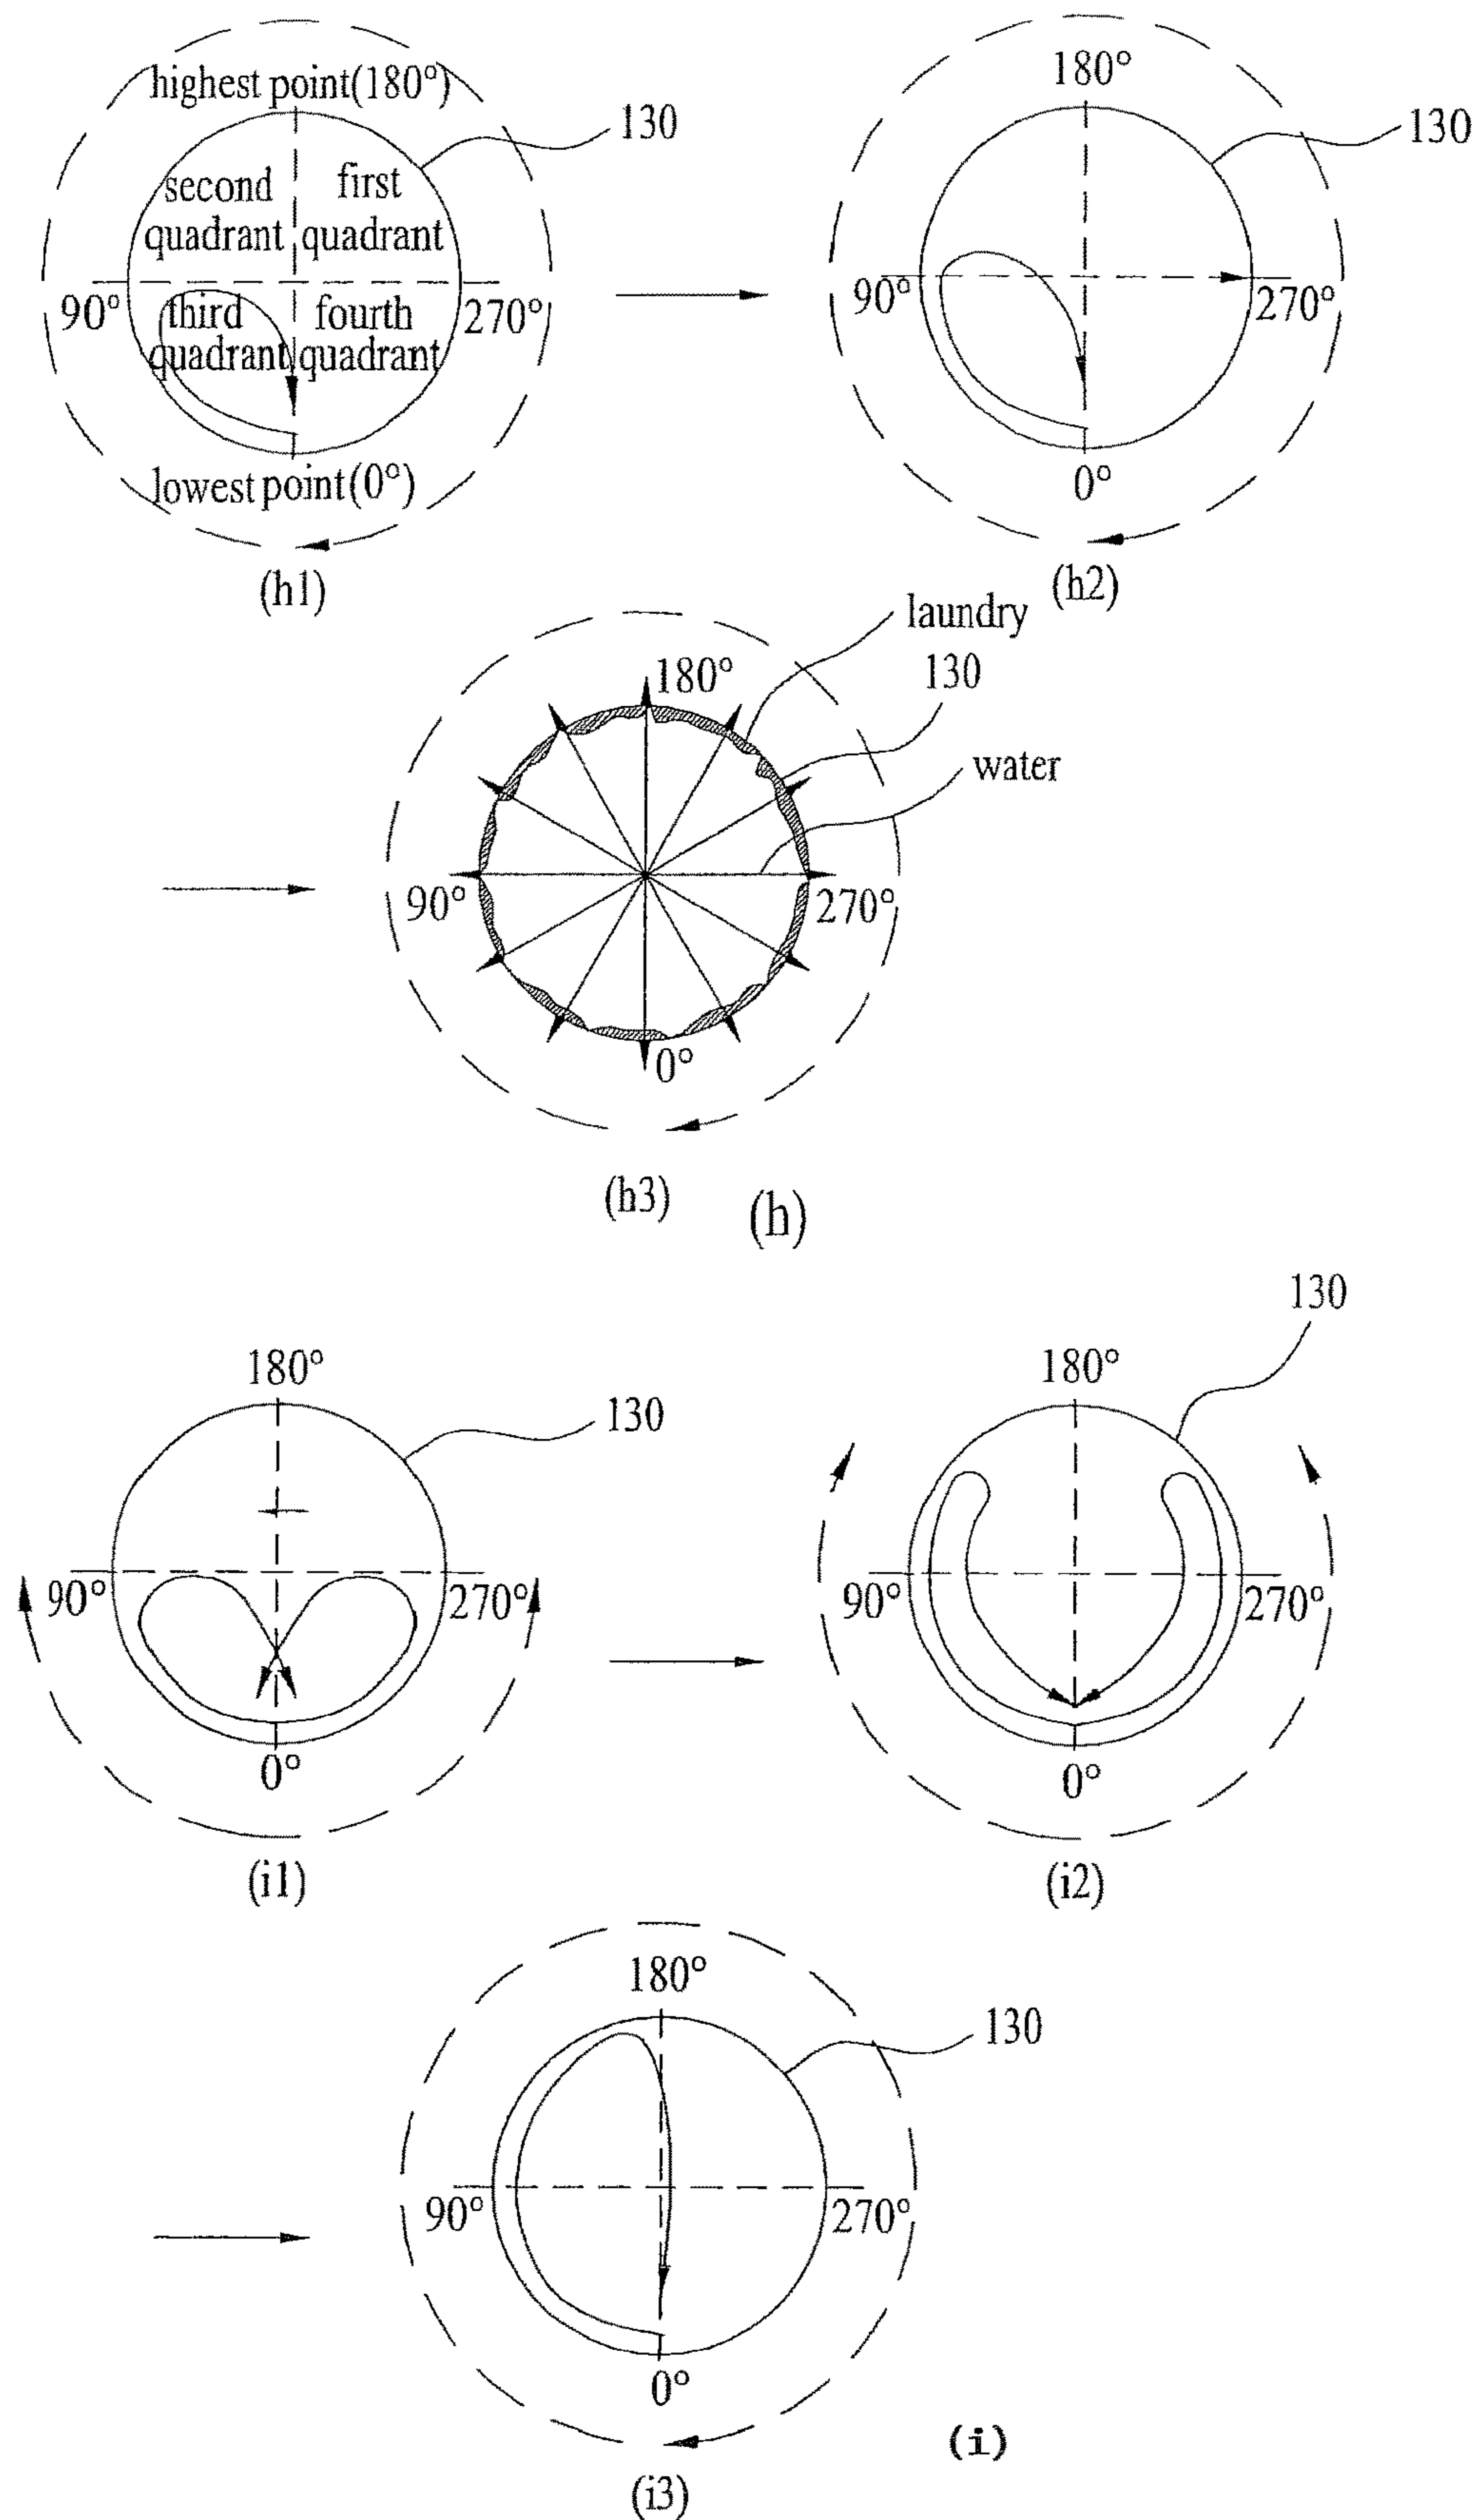 highest point(180°)
130
second quadrant
first quadrant
90°
270°
third quadrant
fourth quadrant
lowest point(0°)
(h1)
180°
130
90°
270°
0°
(h2)
laundry
180°
130
water
90°
270°
0°
(h3)
(h)
180°
130
90°
270°
0°
(i1)
130
180°
90°
270°
0°
(i2)
180°
130
90°
270°
0°
(i)
(i3)